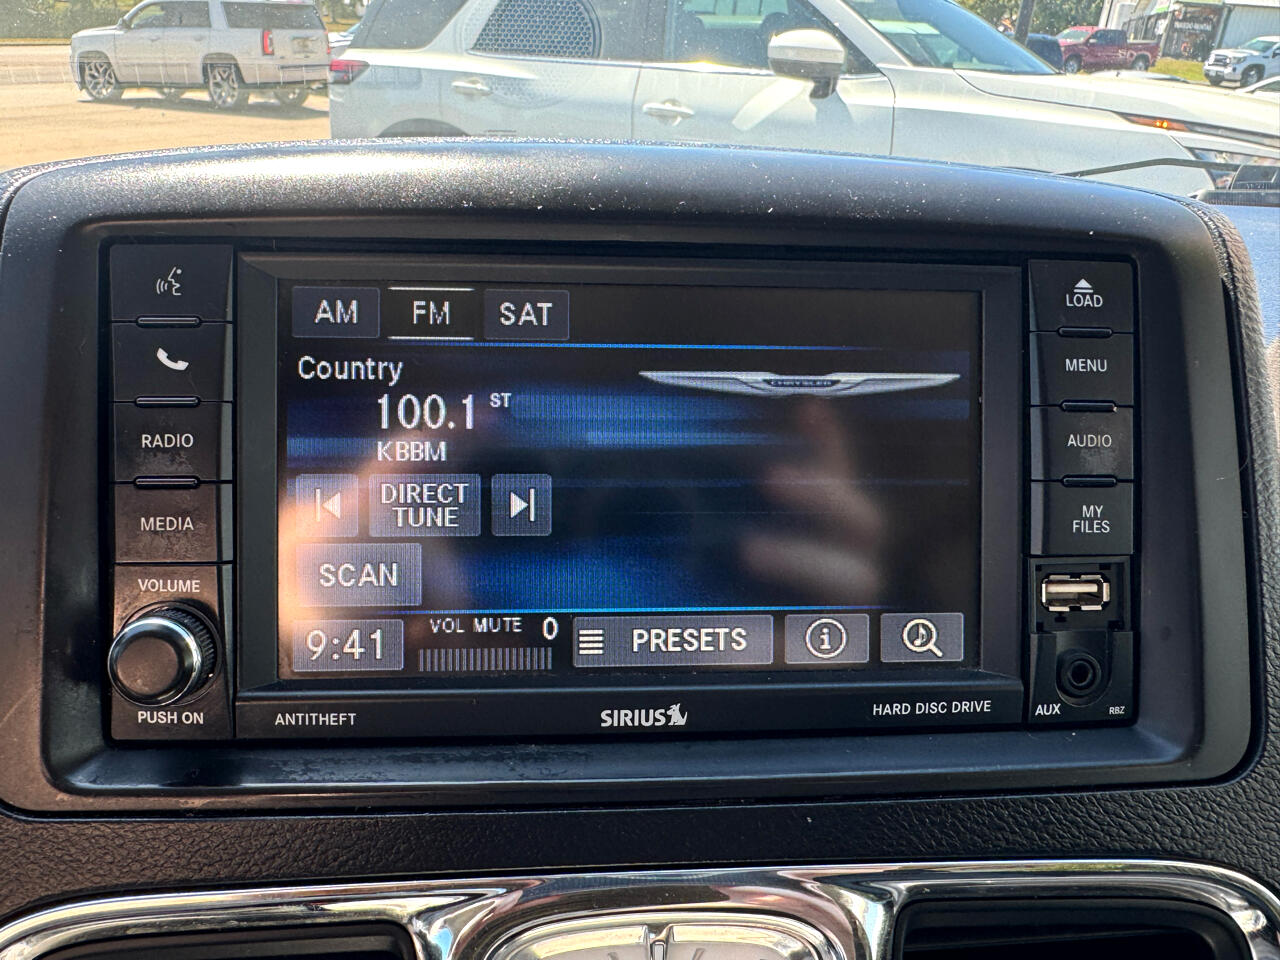 AM FM SAT
Country
CHRYSLER
100.1 ST
KBBM
DIRECT
TUNE
SCAN
9:41
VOL MUTE 0
PRESETS
RADIO
MEDIA
VOLUME
PUSH ON
ANTITHEFT
SIRIUS
HARD DISC DRIVE
LOAD
MENU
AUDIO
MY
FILES
AUX
RBZ